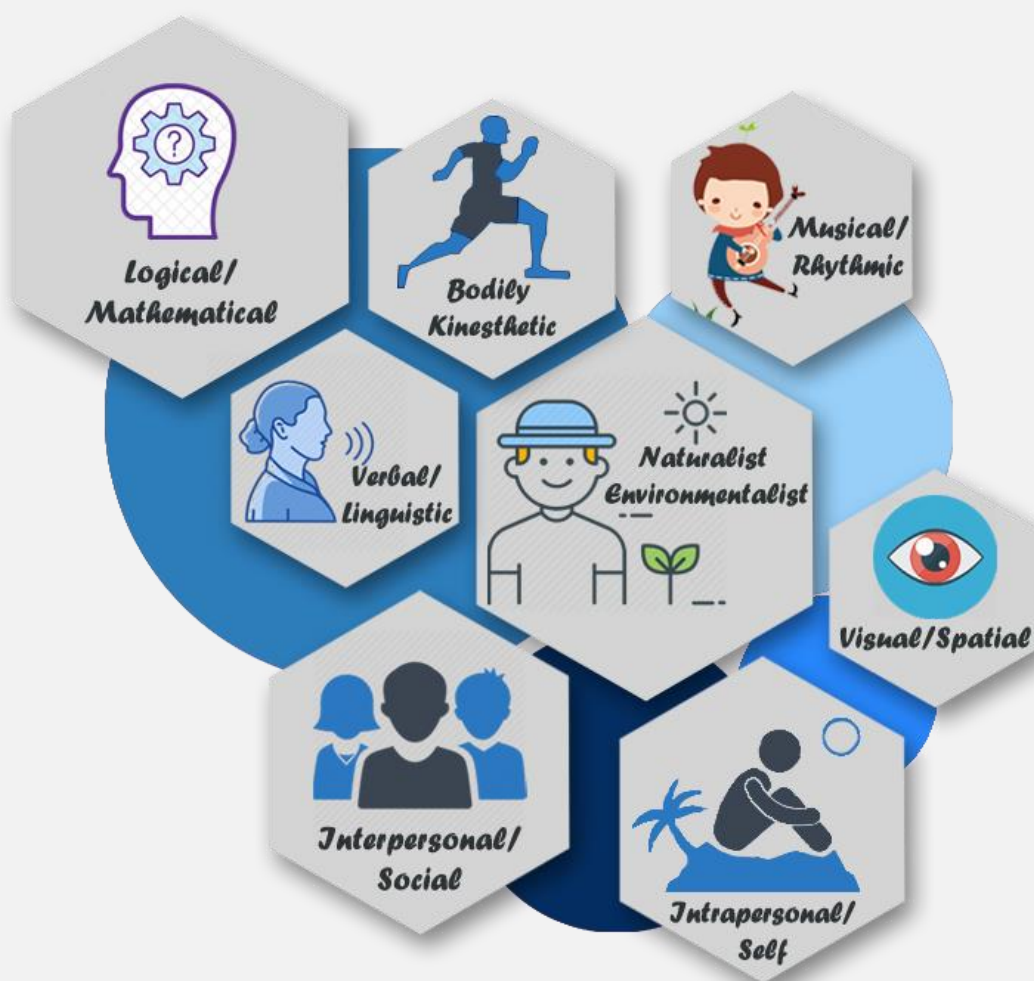 ?
Logical/
Mathematical
Bodily
Kinesthetic
Musical/
Rhythmic
Verbal/
Linguistic
Naturalist
Environmentalist
Visual/Spatial
Interpersonal/
Social
Intrapersonal/
Self